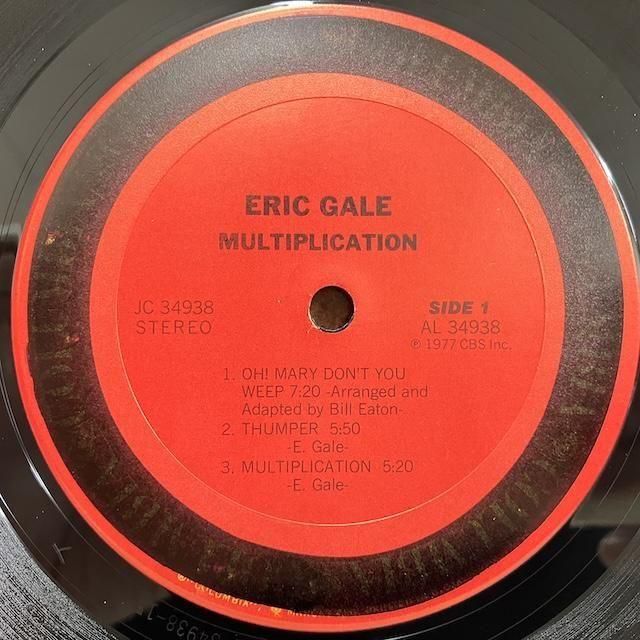 ERIC GALE
MULTIPLICATION
JC 34938
STEREO
SIDE 1
AL 34938
℗ 1977 CBS Inc.
1. OH! MARY DON'T YOU
WEEP 7:20 -Arranged and
Adapted by Bill Eaton-
2. THUMPER 5:50
-E. Gale-
3. MULTIPLICATION 5:20
-E. Gale-